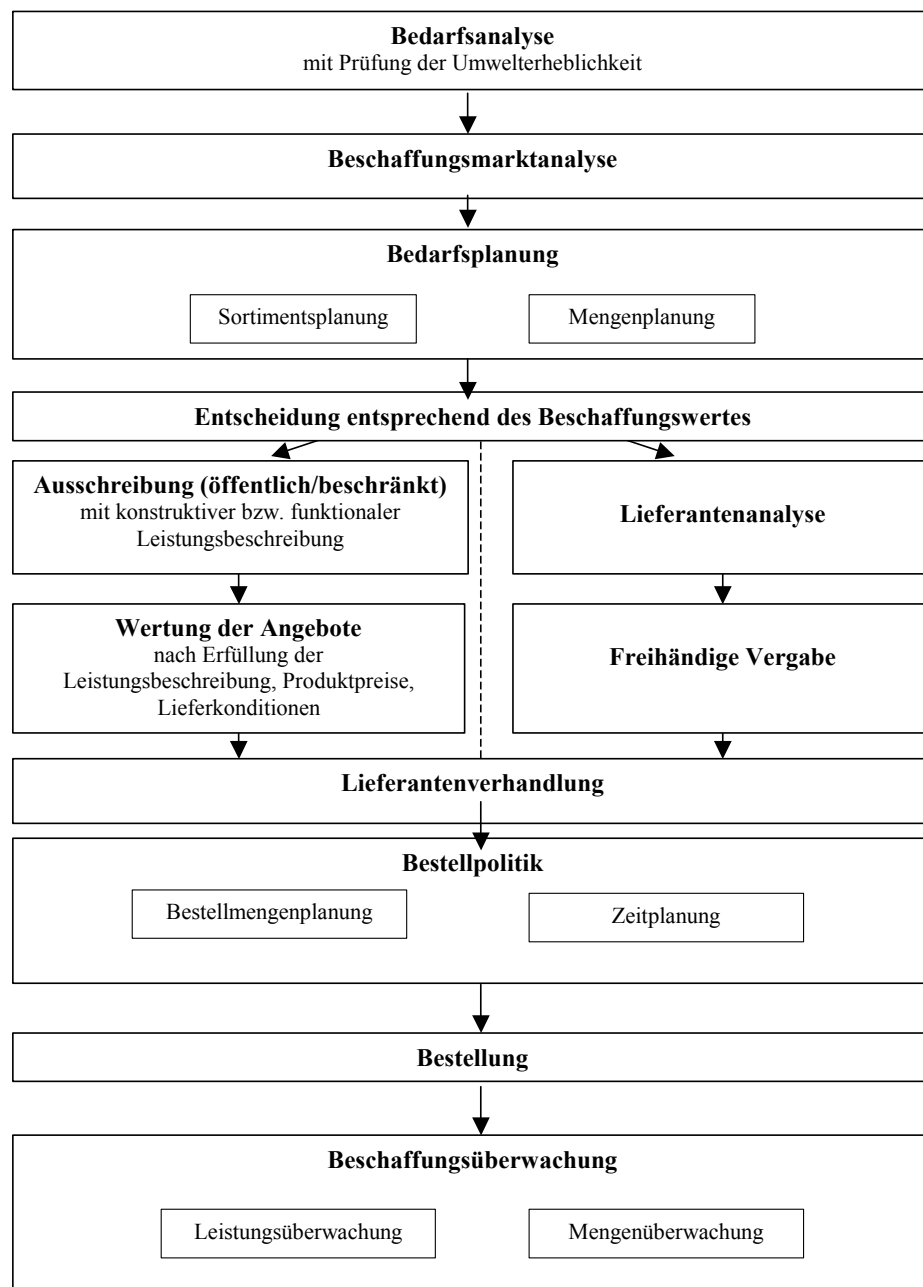 Bedarfsanalyse
mit Prüfung der Umwelterheblichkeit
Beschaffungsmarktanalyse
Bedarfsplanung
Sortimentsplanung
Mengenplanung
Entscheidung entsprechend des Beschaffungswertes
Ausschreibung (öffentlich/beschränkt)
mit konstruktiver bzw. funktionaler
Leistungsbeschreibung
Lieferantenanalyse
Wertung der Angebote
nach Erfüllung der
Leistungsbeschreibung, Produktpreise,
Lieferkonditionen
Freihändige Vergabe
Lieferantenverhandlung
Bestellpolitik
Bestellmengenplanung
Zeitplanung
Bestellung
Beschaffungsüberwachung
Leistungsüberwachung
Mengenüberwachung